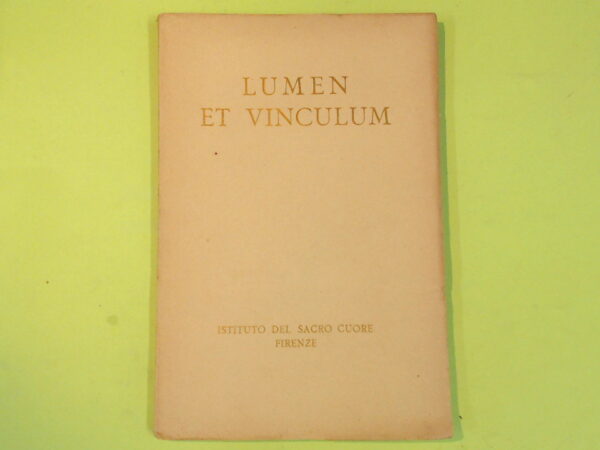 LUMEN
ET VINCULUM
ISTITUTO DEL SACRO CUORE
FIRENZE